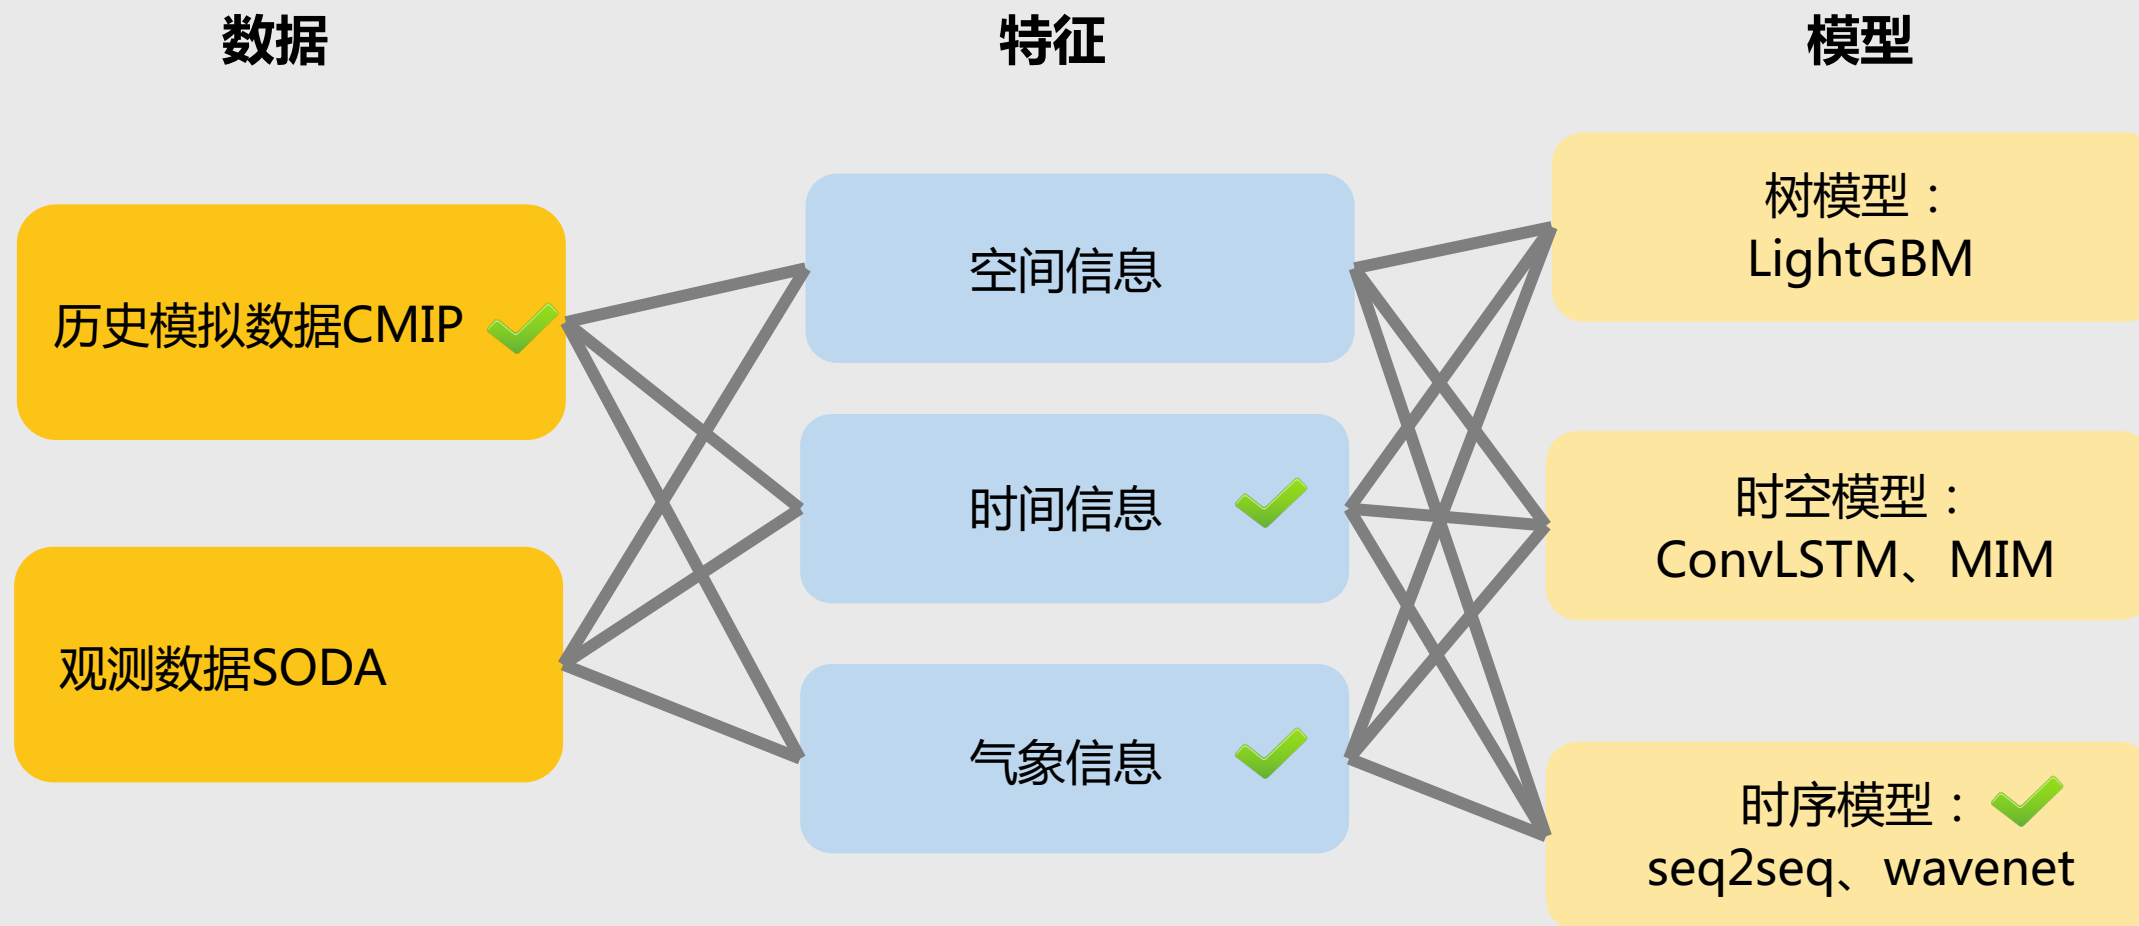 数据
特征
模型
历史模拟数据CMIP
观测数据SODA
空间信息
时间信息
气象信息
树模型：
LightGBM
时空模型：
ConvLSTM、MIM
时序模型：
seq2seq、wavenet